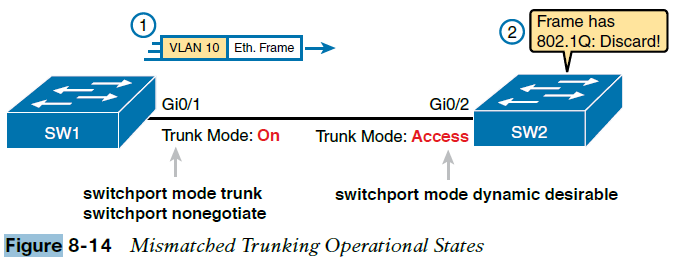 1
VLAN 10 Eth. Frame
2
Frame has
802.1Q: Discard!
Gi0/1
Gi0/2
SW1
Trunk Mode: On
Trunk Mode: Access
SW2
switchport mode trunk
switchport nonegotiate
switchport mode dynamic desirable
Figure 8-14 Mismatched Trunking Operational States